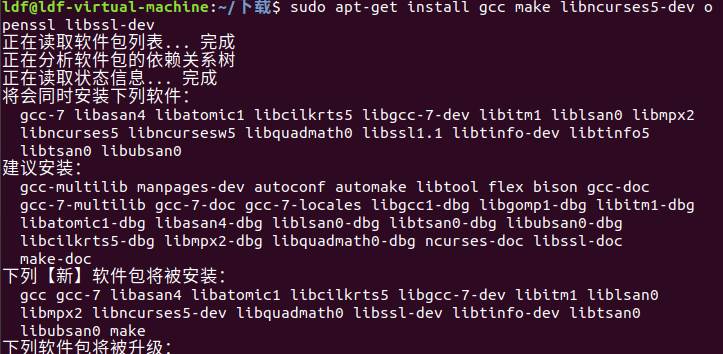 ldf@ldf-virtual-machine:~/下载$ sudo apt-get install gcc make libncurses5-dev o
penssl libssl-dev
正在读取软件包列表... 完成
正在分析软件包的依赖关系树
正在读取状态信息... 完成
将会同时安装下列软件：
gcc-7 libasan4 libatomic1 libcilkrts5 libgcc-7-dev libitm1 liblsan0 libmpx2
libncurses5 libncursesw5 libquadmath0 libssl1.1 libtinfo-dev libtinfo5
libtsan0 libubsan0
建议安装：
gcc-multilib manpages-dev autoconf automake libtool flex bison gcc-doc
gcc-7-multilib gcc-7-doc gcc-7-locales libgcc1-dbg libgomp1-dbg libitm1-dbg
libatomic1-dbg libasan4-dbg liblsan0-dbg libtsan0-dbg libubsan0-dbg
libcilkrts5-dbg libmpx2-dbg libquadmath0-dbg ncurses-doc libssl-doc
make-doc
下列【新】软件包将被安装：
gcc gcc-7 libasan4 libatomic1 libcilkrts5 libgcc-7-dev libitm1 liblsan0
libmpx2 libncurses5-dev libquadmath0 libssl-dev libtinfo-dev libtsan0
libubsan0 make
下列软件包将被升级：